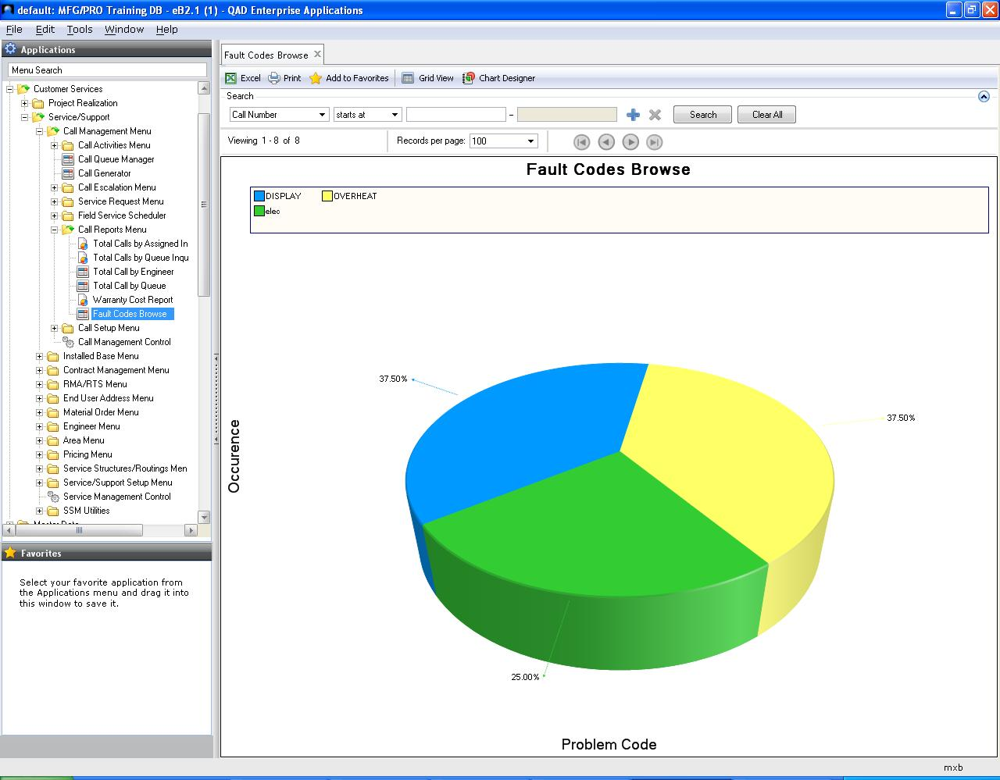 default: MFG/PRO Training DB - eB2.1 (1) - QAD Enterprise Applications
File Edit Tools Window Help
Applications
Menu Search
Customer Services
Project Realization
Service/Support
Call Management Menu
Call Activities Menu
Call Queue Manager
Call Generator
Call Escalation Menu
Service Request Menu
Field Service Scheduler
Call Reports Menu
Total Calls by Assigned In
Total Calls by Queue Inqu
Total Call by Engineer
Total Call by Queue
Warranty Cost Report
Fault Codes Browse
Call Setup Menu
Call Management Control
Installed Base Menu
Contract Management Menu
RMA/RTS Menu
End User Address Menu
Material Order Menu
Engineer Menu
Area Menu
Pricing Menu
Service Structures/Routings Men
Service/Support Setup Menu
Service Management Control
SSM Utilities
Master Data
Favorites
Select your favorite application from
the Applications menu and drag it into
this window to save it.
Fault Codes Browse
Excel Print Add to Favorites Grid View Chart Designer
Search
Call Number starts at – Search Clear All
Viewing 1 - 8 of 8 Records per page: 100
Fault Codes Browse
DISPLAY OVERHEAT
elec
37.50%
37.50%
25.00%
Occurence
Problem Code
mxb